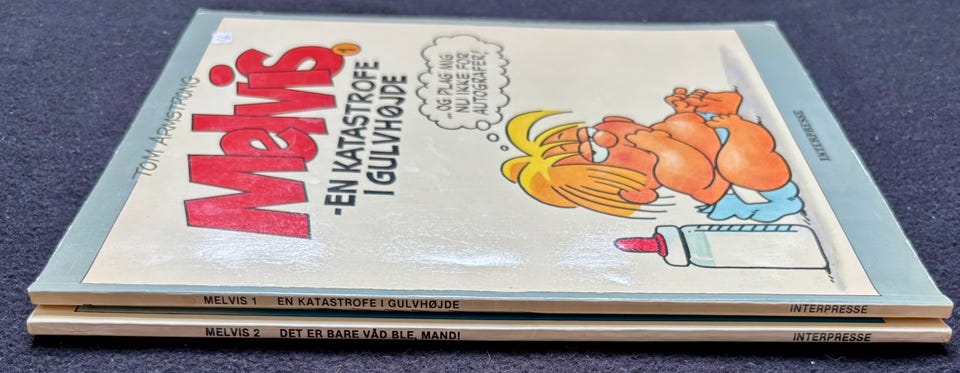 TOM ARMSTRONG
Melvis 1
-EN KATASTROFE
I GULVHØJDE
...OG PLAG MIG
NU IKKE FOR
AUTOGRAFER!
INTERPRESSE
MELVIS 1 EN KATASTROFE I GULVHØJDE INTERPRESSE
MELVIS 2 DET ER BARE VÅD BLE, MAND! INTERPRESSE